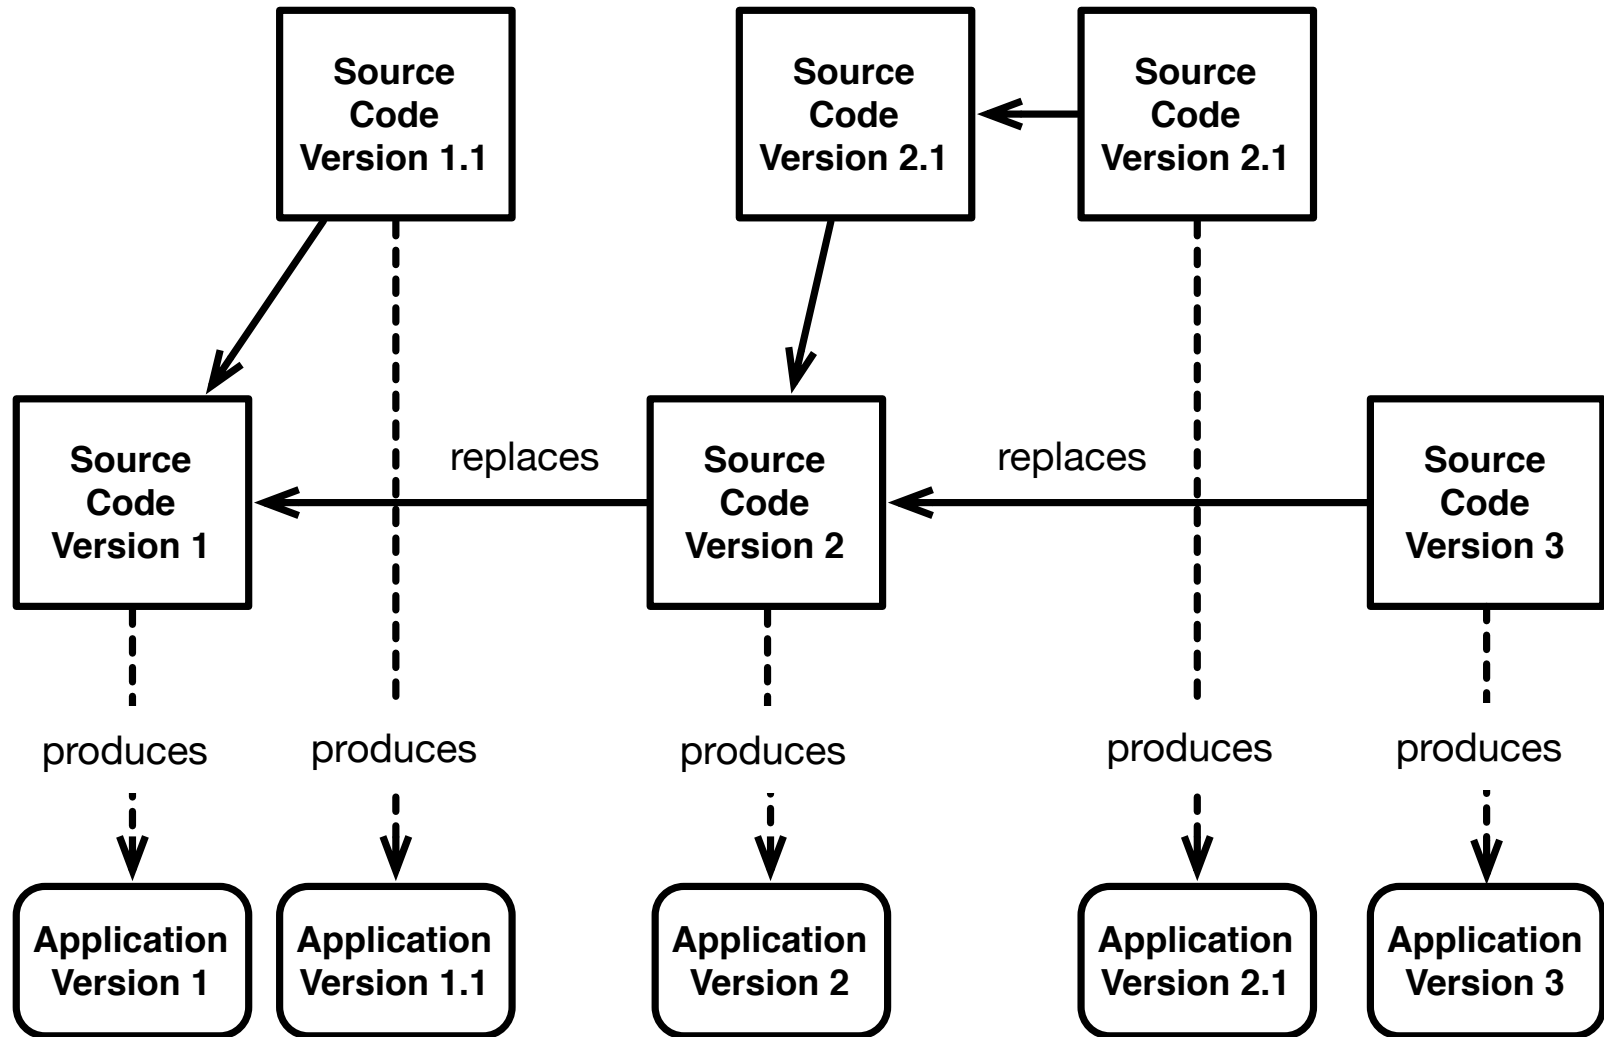 Source
Code
Version 1.1
Source
Code
Version 2.1
Source
Code
Version 2.1
Source
Code
Version 1
replaces
Source
Code
Version 2
replaces
Source
Code
Version 3
produces
produces
produces
produces
produces
Application
Version 1
Application
Version 1.1
Application
Version 2
Application
Version 2.1
Application
Version 3